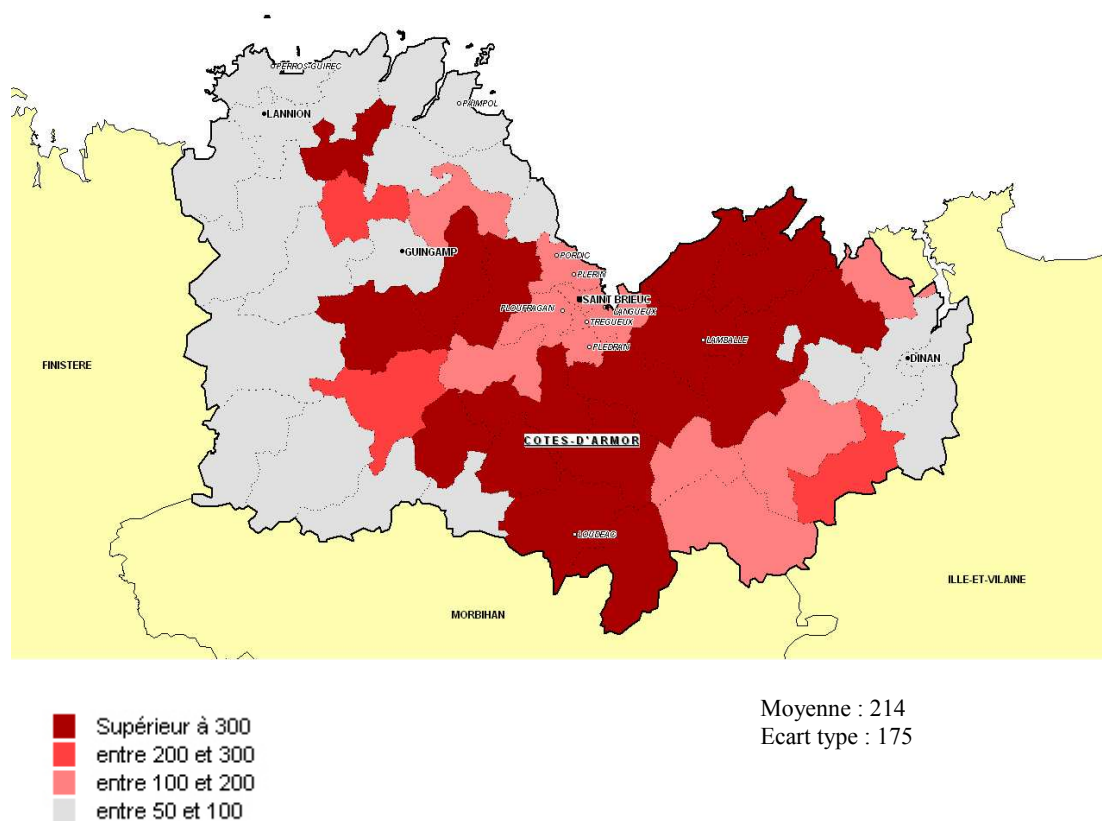 PERROS-GUIREC
PAIMPOL
LANNION
GUINGAMP
PORDIC
PLERIN
SAINT BRIEUC
PLOUFRAGAN
LANGUEUX
TREGUEUX
LAMBALLE
PLEDRAN
DINAN
FINISTERE
COTES-D'ARMOR
LOUDEAC
ILLE-ET-VILAINE
MORBIHAN
Moyenne : 214
Ecart type : 175
Supérieur à 300
entre 200 et 300
entre 100 et 200
entre 50 et 100